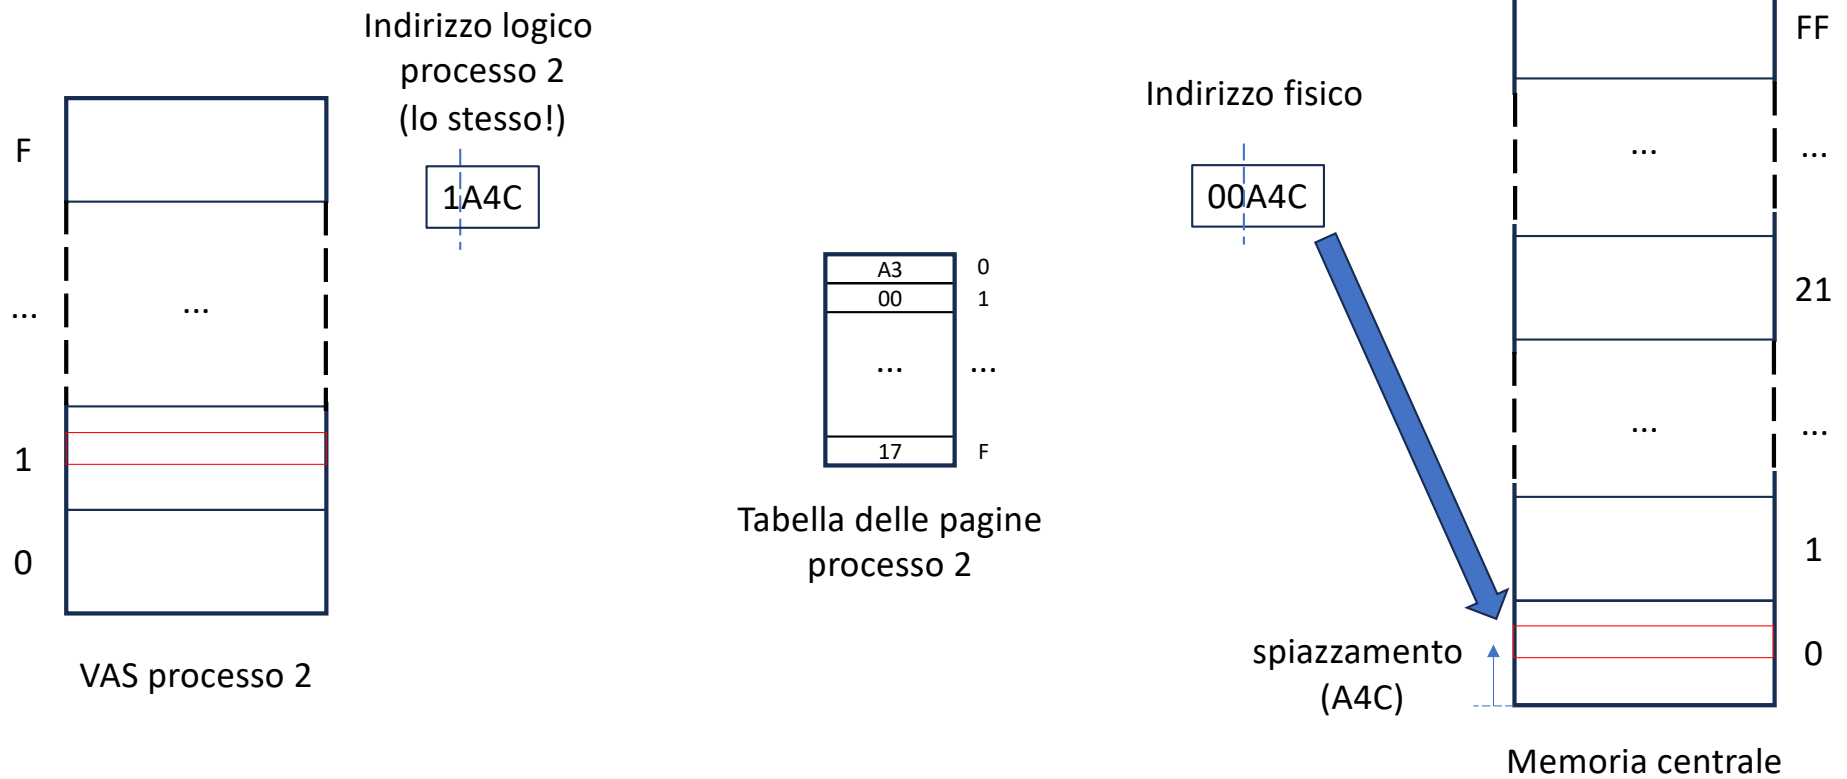 Indirizzo logico
processo 2
(lo stesso!)
1A4C
F
...
...
1
0
VAS processo 2
A3 0
00 1
... ...
17 F
Tabella delle pagine
processo 2
Indirizzo fisico
00A4C
spiazzamento
(A4C)
FF
... ...
21
... ...
1
0
Memoria centrale